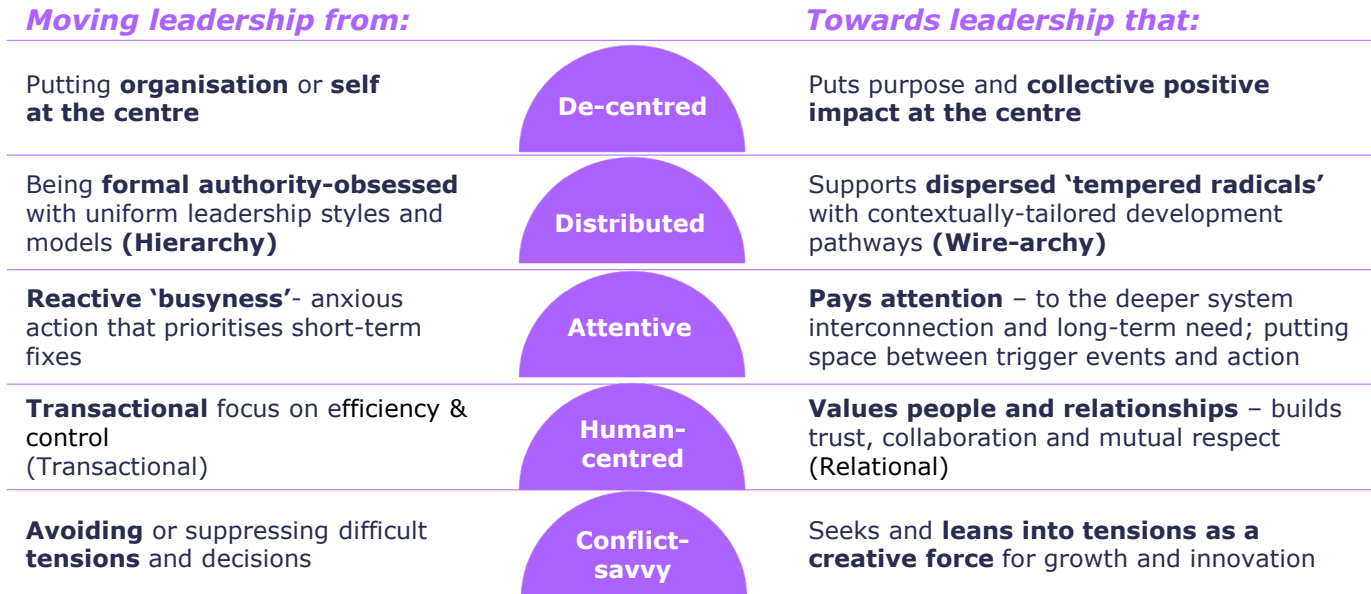 Moving leadership from:
Towards leadership that:
Putting organisation or self
at the centre
De-centred
Puts purpose and collective positive
impact at the centre
Being formal authority-obsessed
with uniform leadership styles and
models (Hierarchy)
Distributed
Supports dispersed ‘tempered radicals’
with contextually-tailored development
pathways (Wire-archy)
Reactive ‘busyness’- anxious
action that prioritises short-term
fixes
Attentive
Pays attention – to the deeper system
interconnection and long-term need; putting
space between trigger events and action
Transactional focus on efficiency &
control
(Transactional)
Human-
centred
Values people and relationships – builds
trust, collaboration and mutual respect
(Relational)
Avoiding or suppressing difficult
tensions and decisions
Conflict-
savvy
Seeks and leans into tensions as a
creative force for growth and innovation